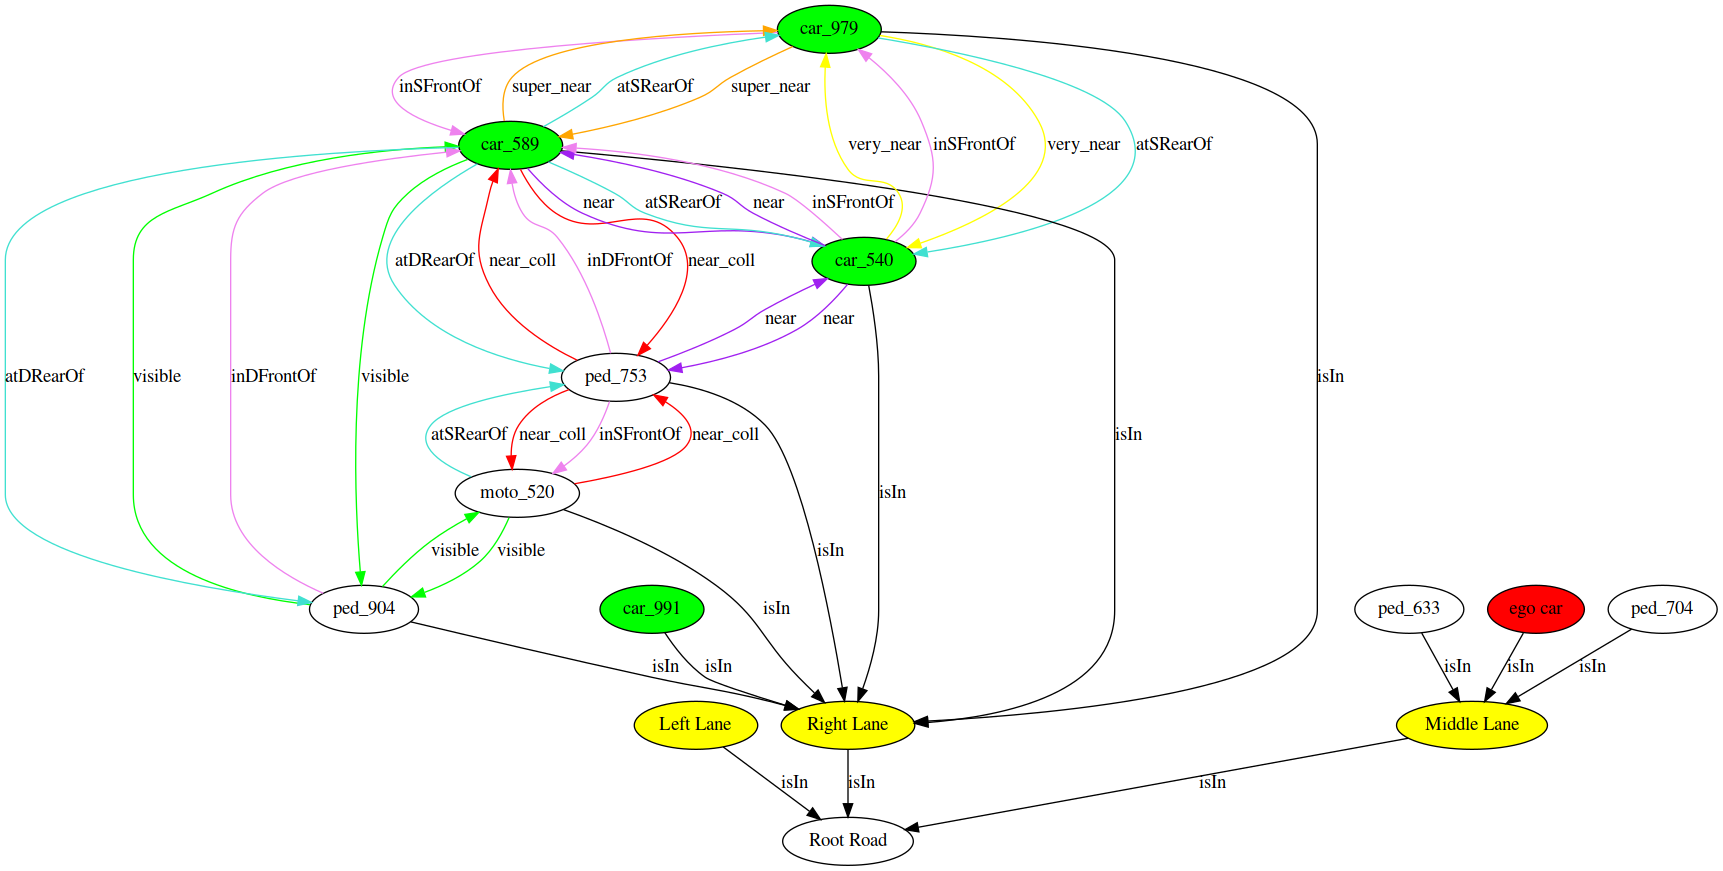 car_979
inSFrontOf super_near atSRearOf super_near
car_589 very_near inSFrontOf very_near atSRearOf
near atSRearOf near inSFrontOf
atDRearOf near_coll inDFrontOf near_coll car_540
near near
atDRearOf visible inDFrontOf visible ped_753 isIn
atSRearOf near_coll inSFrontOf near_coll isIn
moto_520 isIn
visible visible isIn
ped_904 car_991 isIn ped_633 ego car ped_704
isIn isIn isIn isIn isIn
Left Lane Right Lane Middle Lane
isIn isIn isIn
Root Road